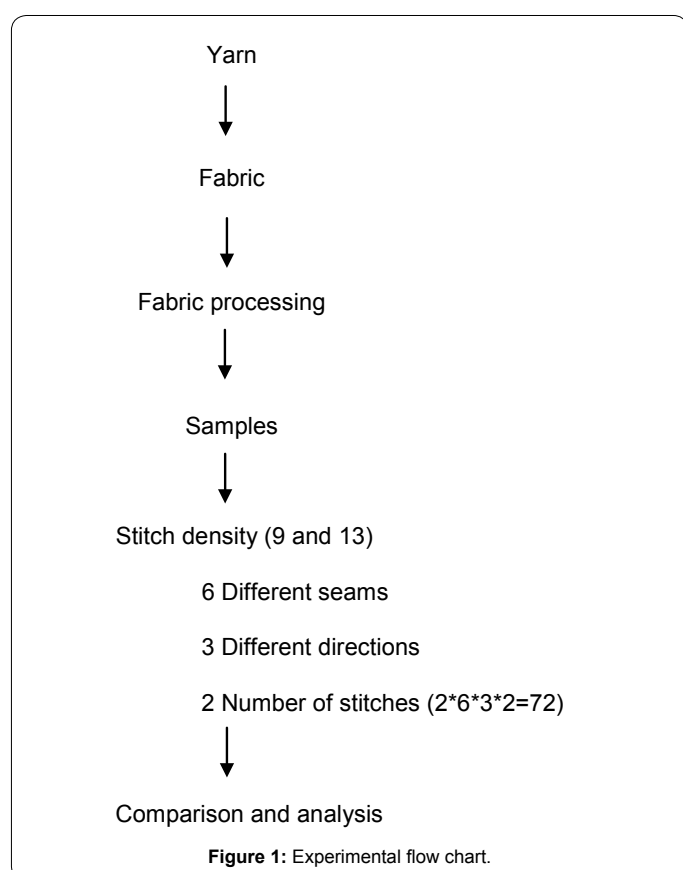 Yarn
Fabric
Fabric processing
Samples
Stitch density (9 and 13)
6 Different seams
3 Different directions
2 Number of stitches (2*6*3*2=72)
Comparison and analysis
Figure 1: Experimental flow chart.